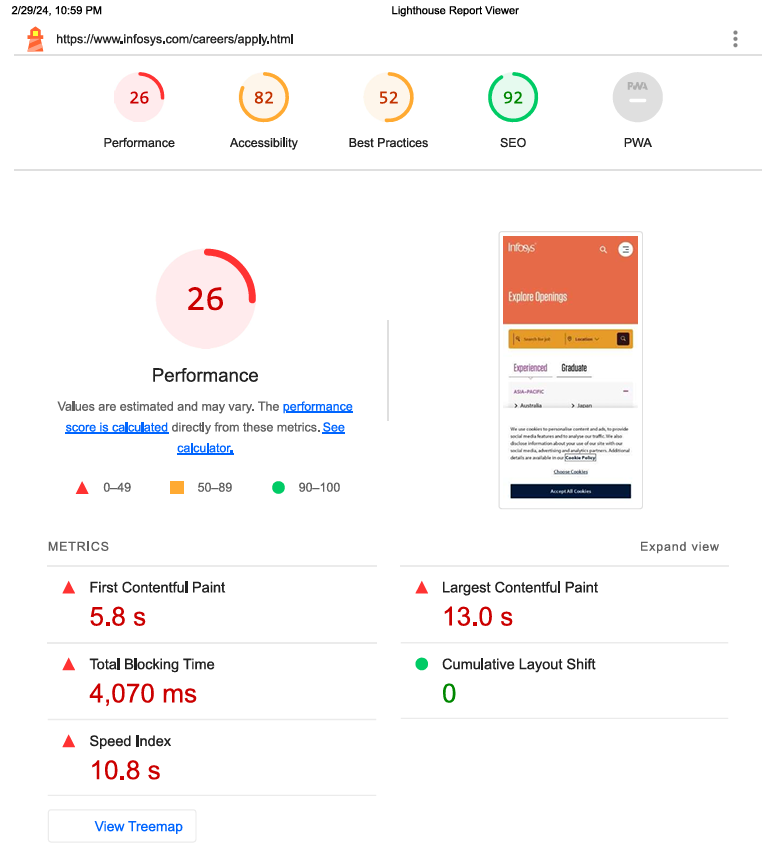 2/29/24, 10:59 PM Lighthouse Report Viewer
https://www.infosys.com/careers/apply.html
26 82 52 92 PWA
Performance Accessibility Best Practices SEO PWA
26
Performance
Values are estimated and may vary. The performance
score is calculated directly from these metrics. See
calculator.
0–49 50–89 90–100
Infosys
Explore Openings
Search for job Location
Experienced Graduate
ASIA-PACIFIC
Australia Japan
We use cookies to personalise content and ads, to provide
social media features and to analyse our traffic. We also
disclose information about your use of our site with our
social media, advertising and analytics partners. Additional
details are available in our Cookie Policy
Choose Cookies
Accept All Cookies
METRICS Expand view
First Contentful Paint
5.8 s
Largest Contentful Paint
13.0 s
Total Blocking Time
4,070 ms
Cumulative Layout Shift
0
Speed Index
10.8 s
View Treemap